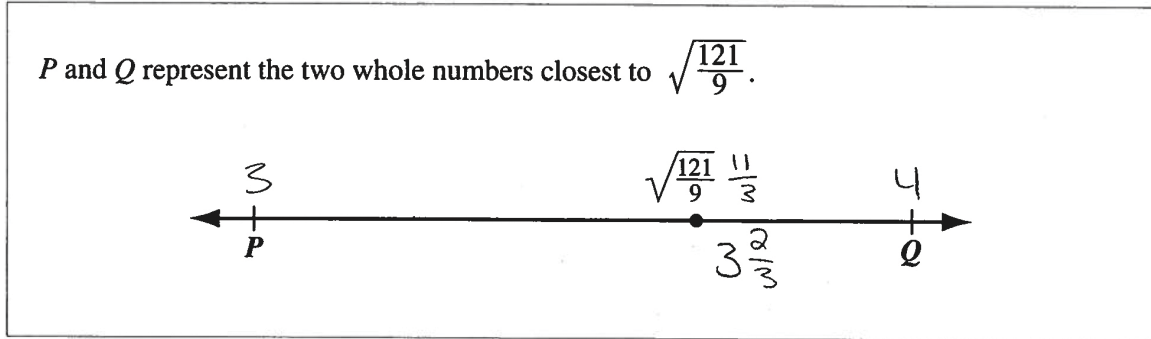 P and Q represent the two whole numbers closest to √(121/9).
3 √(121/9) 11/3 4
P 3 2/3 Q